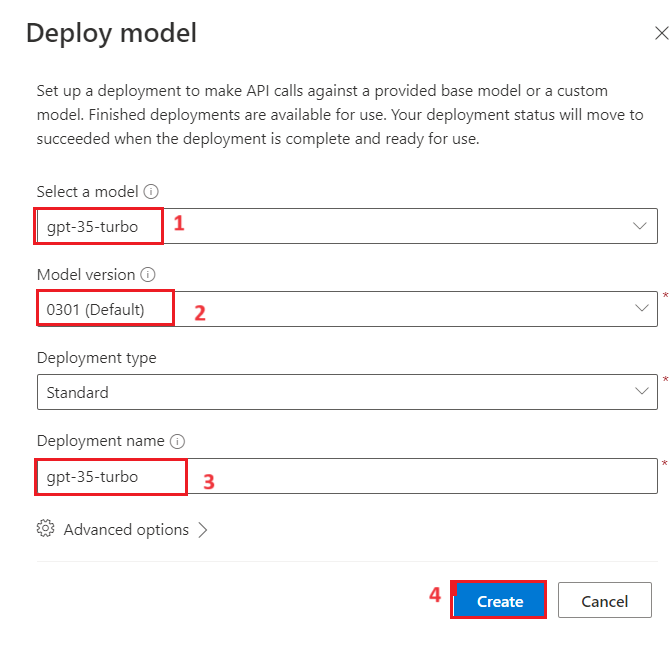 Deploy model
Set up a deployment to make API calls against a provided base model or a custom
model. Finished deployments are available for use. Your deployment status will move to
succeeded when the deployment is complete and ready for use.
Select a model
gpt-35-turbo 1
Model version
0301 (Default) 2 *
Deployment type
Standard *
Deployment name
gpt-35-turbo 3 *
Advanced options
4 Create Cancel